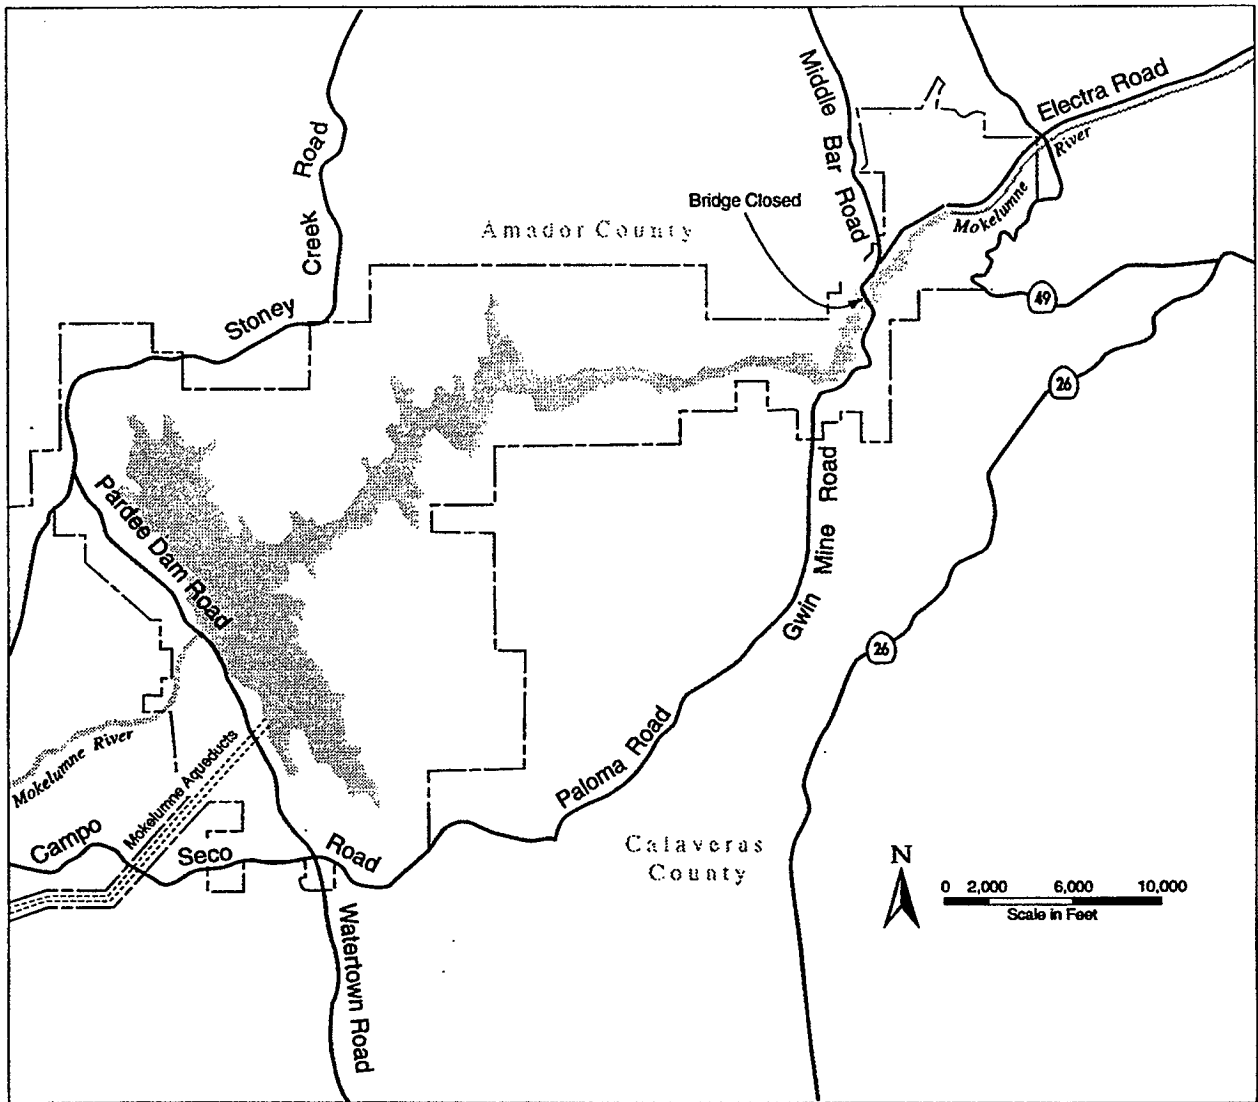 Middle Bar Road
Electra Road
River
Mokelumne
Creek Road
Bridge Closed
Amador County
49
Stoney
26
Pardee Dam Road
Gwin Mine Road
26
Mokelumne River
Mokelumne Aqueducts
Paloma Road
Campo
Seco
Road
Calaveras
County
N
0 2,000 6,000 10,000
Scale in Feet
Watertown Road